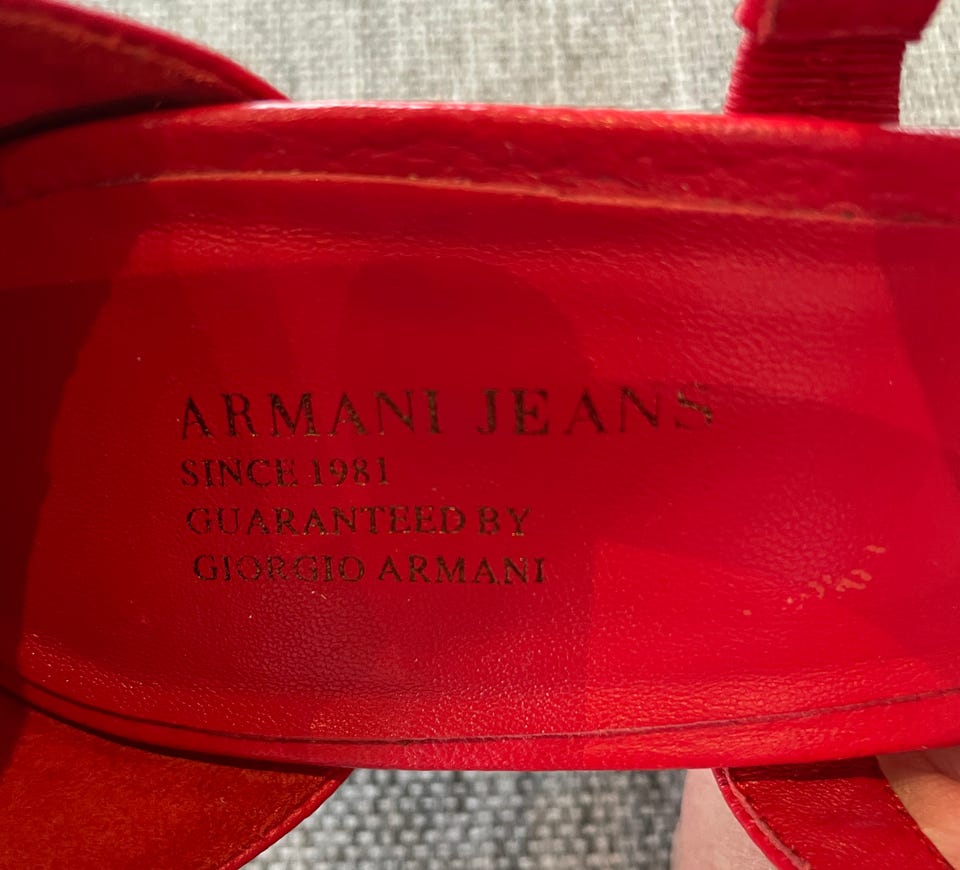 ARMANI JEANS
SINCE 1981
GUARANTEED BY
GIORGIO ARMANI